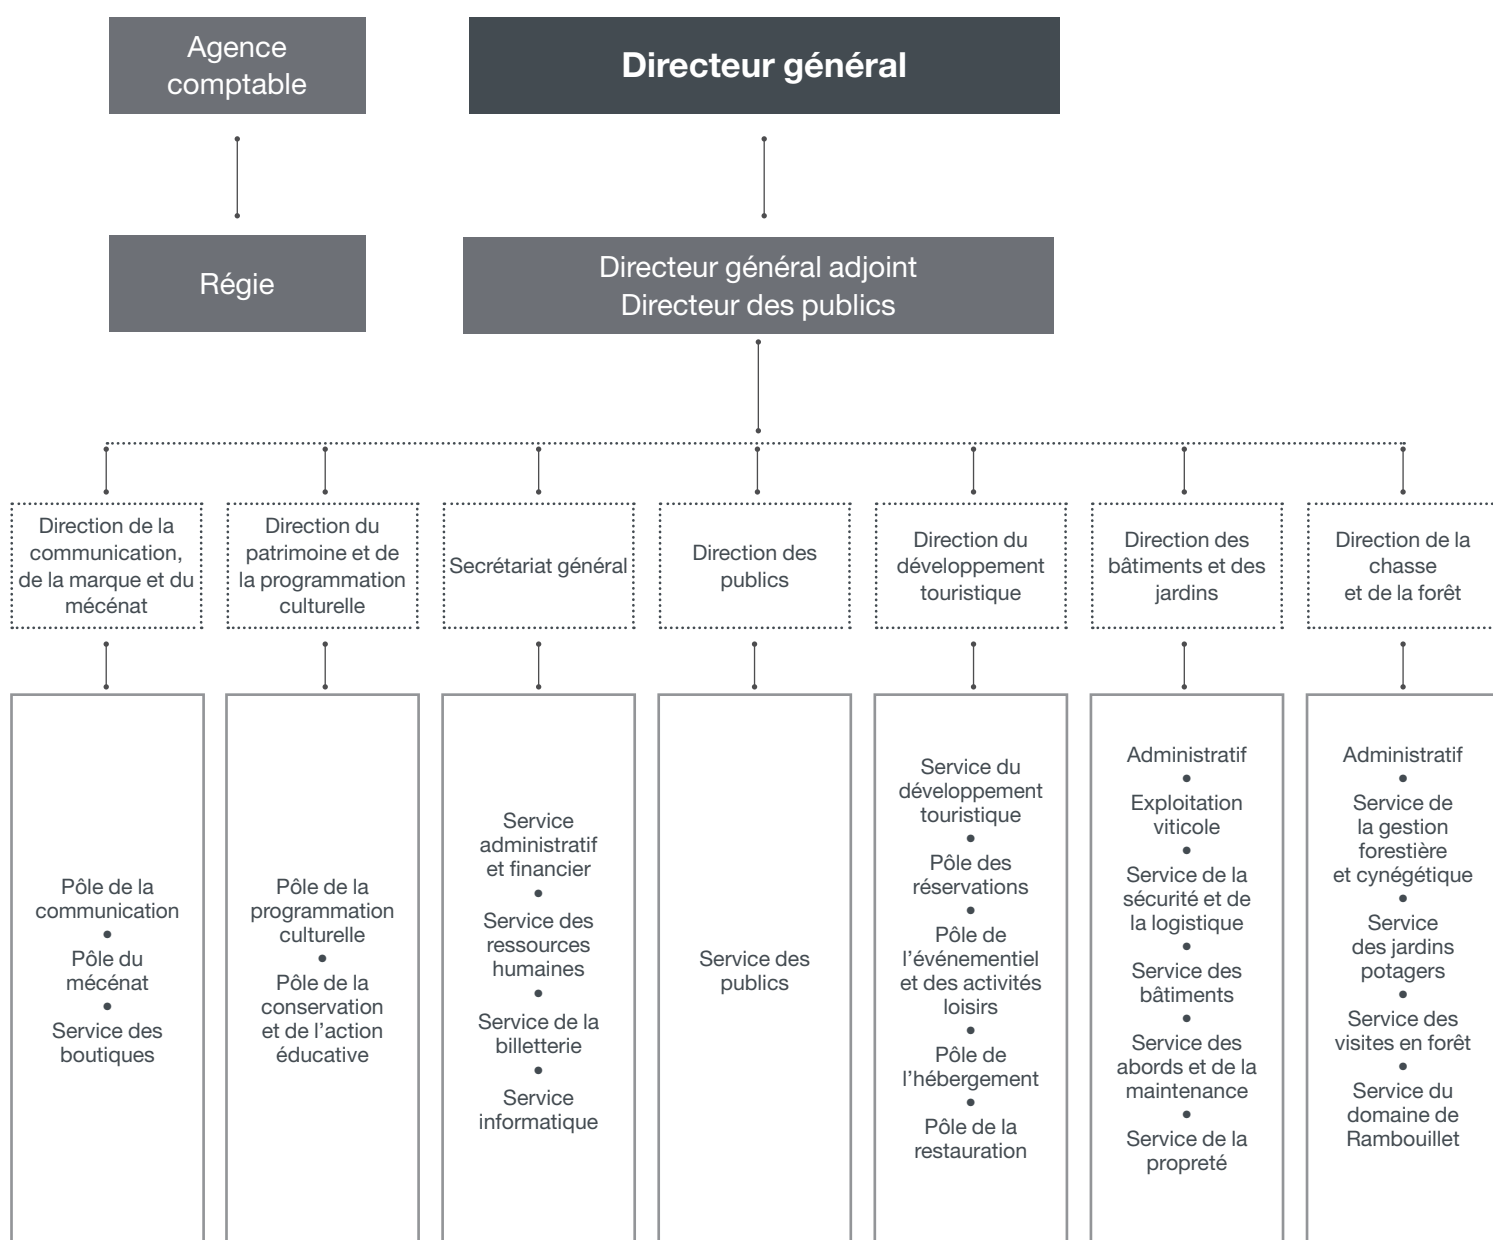 Agence
comptable
Directeur général
Régie
Directeur général adjoint
Directeur des publics
Direction de la
communication,
de la marque et du
mécénat
Direction du
patrimoine et de
la programmation
culturelle
Secrétariat général
Direction des
publics
Direction du
développement
touristique
Direction des
bâtiments et des
jardins
Direction de la
chasse
et de la forêt
Pôle de la
communication
•
Pôle du
mécénat
•
Service des
boutiques
Pôle de la
programmation
culturelle
•
Pôle de la
conservation
et de l'action
éducative
Service
administratif
et financier
•
Service des
ressources
humaines
•
Service de la
billetterie
•
Service
informatique
Service des
publics
Service du
développement
touristique
•
Pôle des
réservations
•
Pôle de
l'événementiel
et des activités
loisirs
•
Pôle de
l'hébergement
•
Pôle de la
restauration
Administratif
•
Exploitation
viticole
•
Service de la
sécurité et de
la logistique
•
Service des
bâtiments
•
Service des
abords et de la
maintenance
•
Service de la
propreté
Administratif
•
Service de
la gestion
forestière
et cynégétique
•
Service
des jardins
potagers
•
Service des
visites en forêt
•
Service du
domaine de
Rambouillet